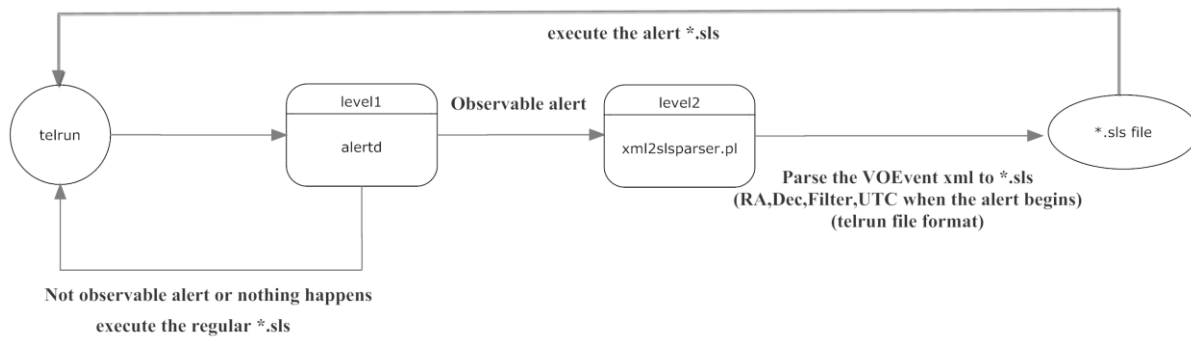 execute the alert *.sls
level1
Observable alert
level2
telrun
alertd
xml2slsparser.pl
*.sls file
Parse the VOEvent xml to *.sls
(RA,Dec,Filter,UTC when the alert begins)
(telrun file format)
Not observable alert or nothing happens
execute the regular *.sls